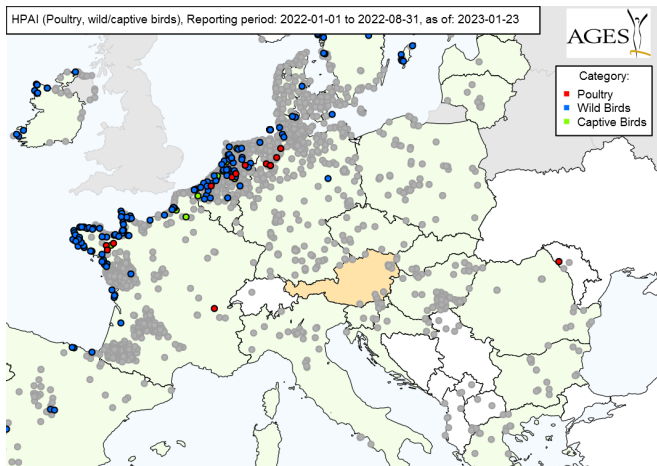 HPAI (Poultry, wild/captive birds), Reporting period: 2022-01-01 to 2022-08-31, as of: 2023-01-23
AGES
Category:
Poultry
Wild Birds
Captive Birds